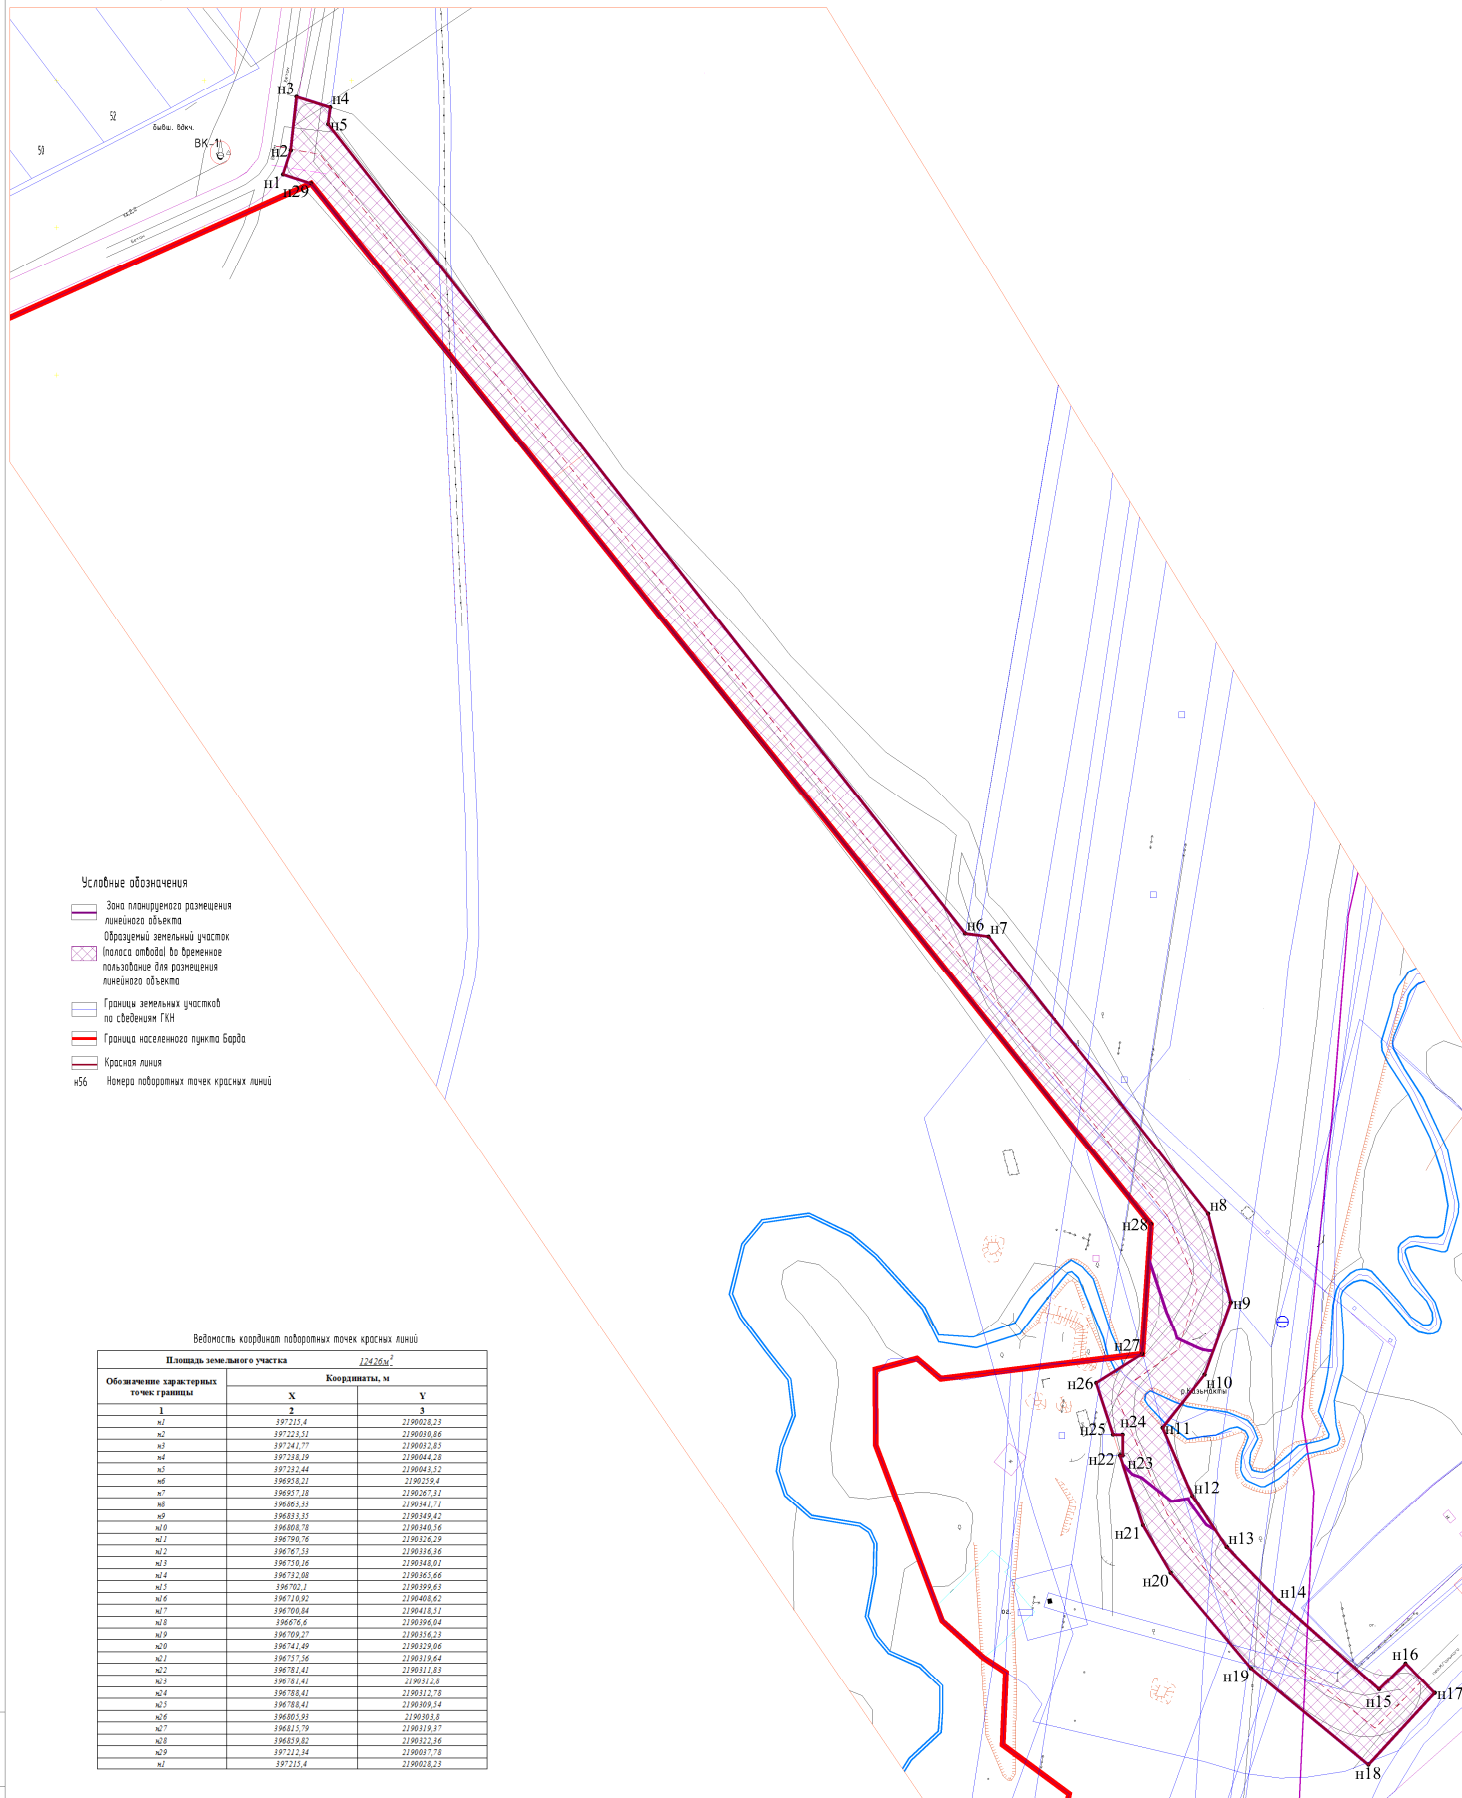 н3
н4
52
бывш. вдкч.
н5
50
ВК-1
н2
н1
н29
бетон
н6
н7
Условные обозначения
Зона планируемого размещения
линейного объекта
Образуемый земельный участок
(полоса отвода) во временное
пользование для размещения
линейного объекта
Границы земельных участков
по сведениям ГКН
Граница населенного пункта Барда
Красная линия
н56 Номера поворотных точек красных линий
н8
н28
н9
н27
н10
н26
р.Казьмакты
н24
н25
н11
н22
н23
н12
н21
н13
н20
н14
н16
н19
н15
н17
н18
Ведомость координат поворотных точек красных линий
Площадь земельного участка 12426м²
Обозначение характерных точек границы Координаты, м
X Y
1 2 3
н1 397215,4 2190028,23
н2 397223,51 2190030,86
н3 397241,77 2190032,85
н4 397238,19 2190044,28
н5 397232,44 2190043,52
н6 396958,21 2190259,4
н7 396957,18 2190267,31
н8 396863,33 2190341,71
н9 396833,35 2190349,42
н10 396808,78 2190340,56
н11 396790,76 2190326,29
н12 396767,53 2190336,36
н13 396750,16 2190348,01
н14 396732,08 2190365,66
н15 396702,1 2190399,63
н16 396710,92 2190408,62
н17 396700,84 2190418,51
н18 396676,6 2190396,04
н19 396709,27 2190356,23
н20 396741,49 2190329,06
н21 396757,56 2190319,64
н22 396781,41 2190311,83
н23 396781,41 2190312,8
н24 396788,41 2190312,78
н25 396788,41 2190309,54
н26 396805,93 2190303,8
н27 396815,79 2190319,37
н28 396859,82 2190322,36
н29 397212,34 2190037,78
н1 397215,4 2190028,23